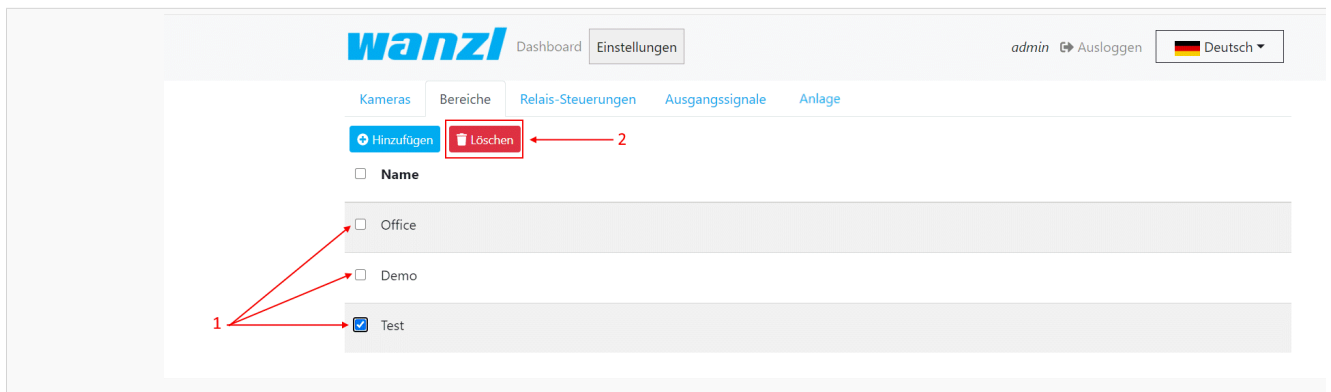 wanzl Dashboard Einstellungen admin Ausloggen Deutsch
Kameras Bereiche Relais-Steuerungen Ausgangssignale Anlage
Hinzufügen Löschen 2
Name
Office
Demo
1 Test